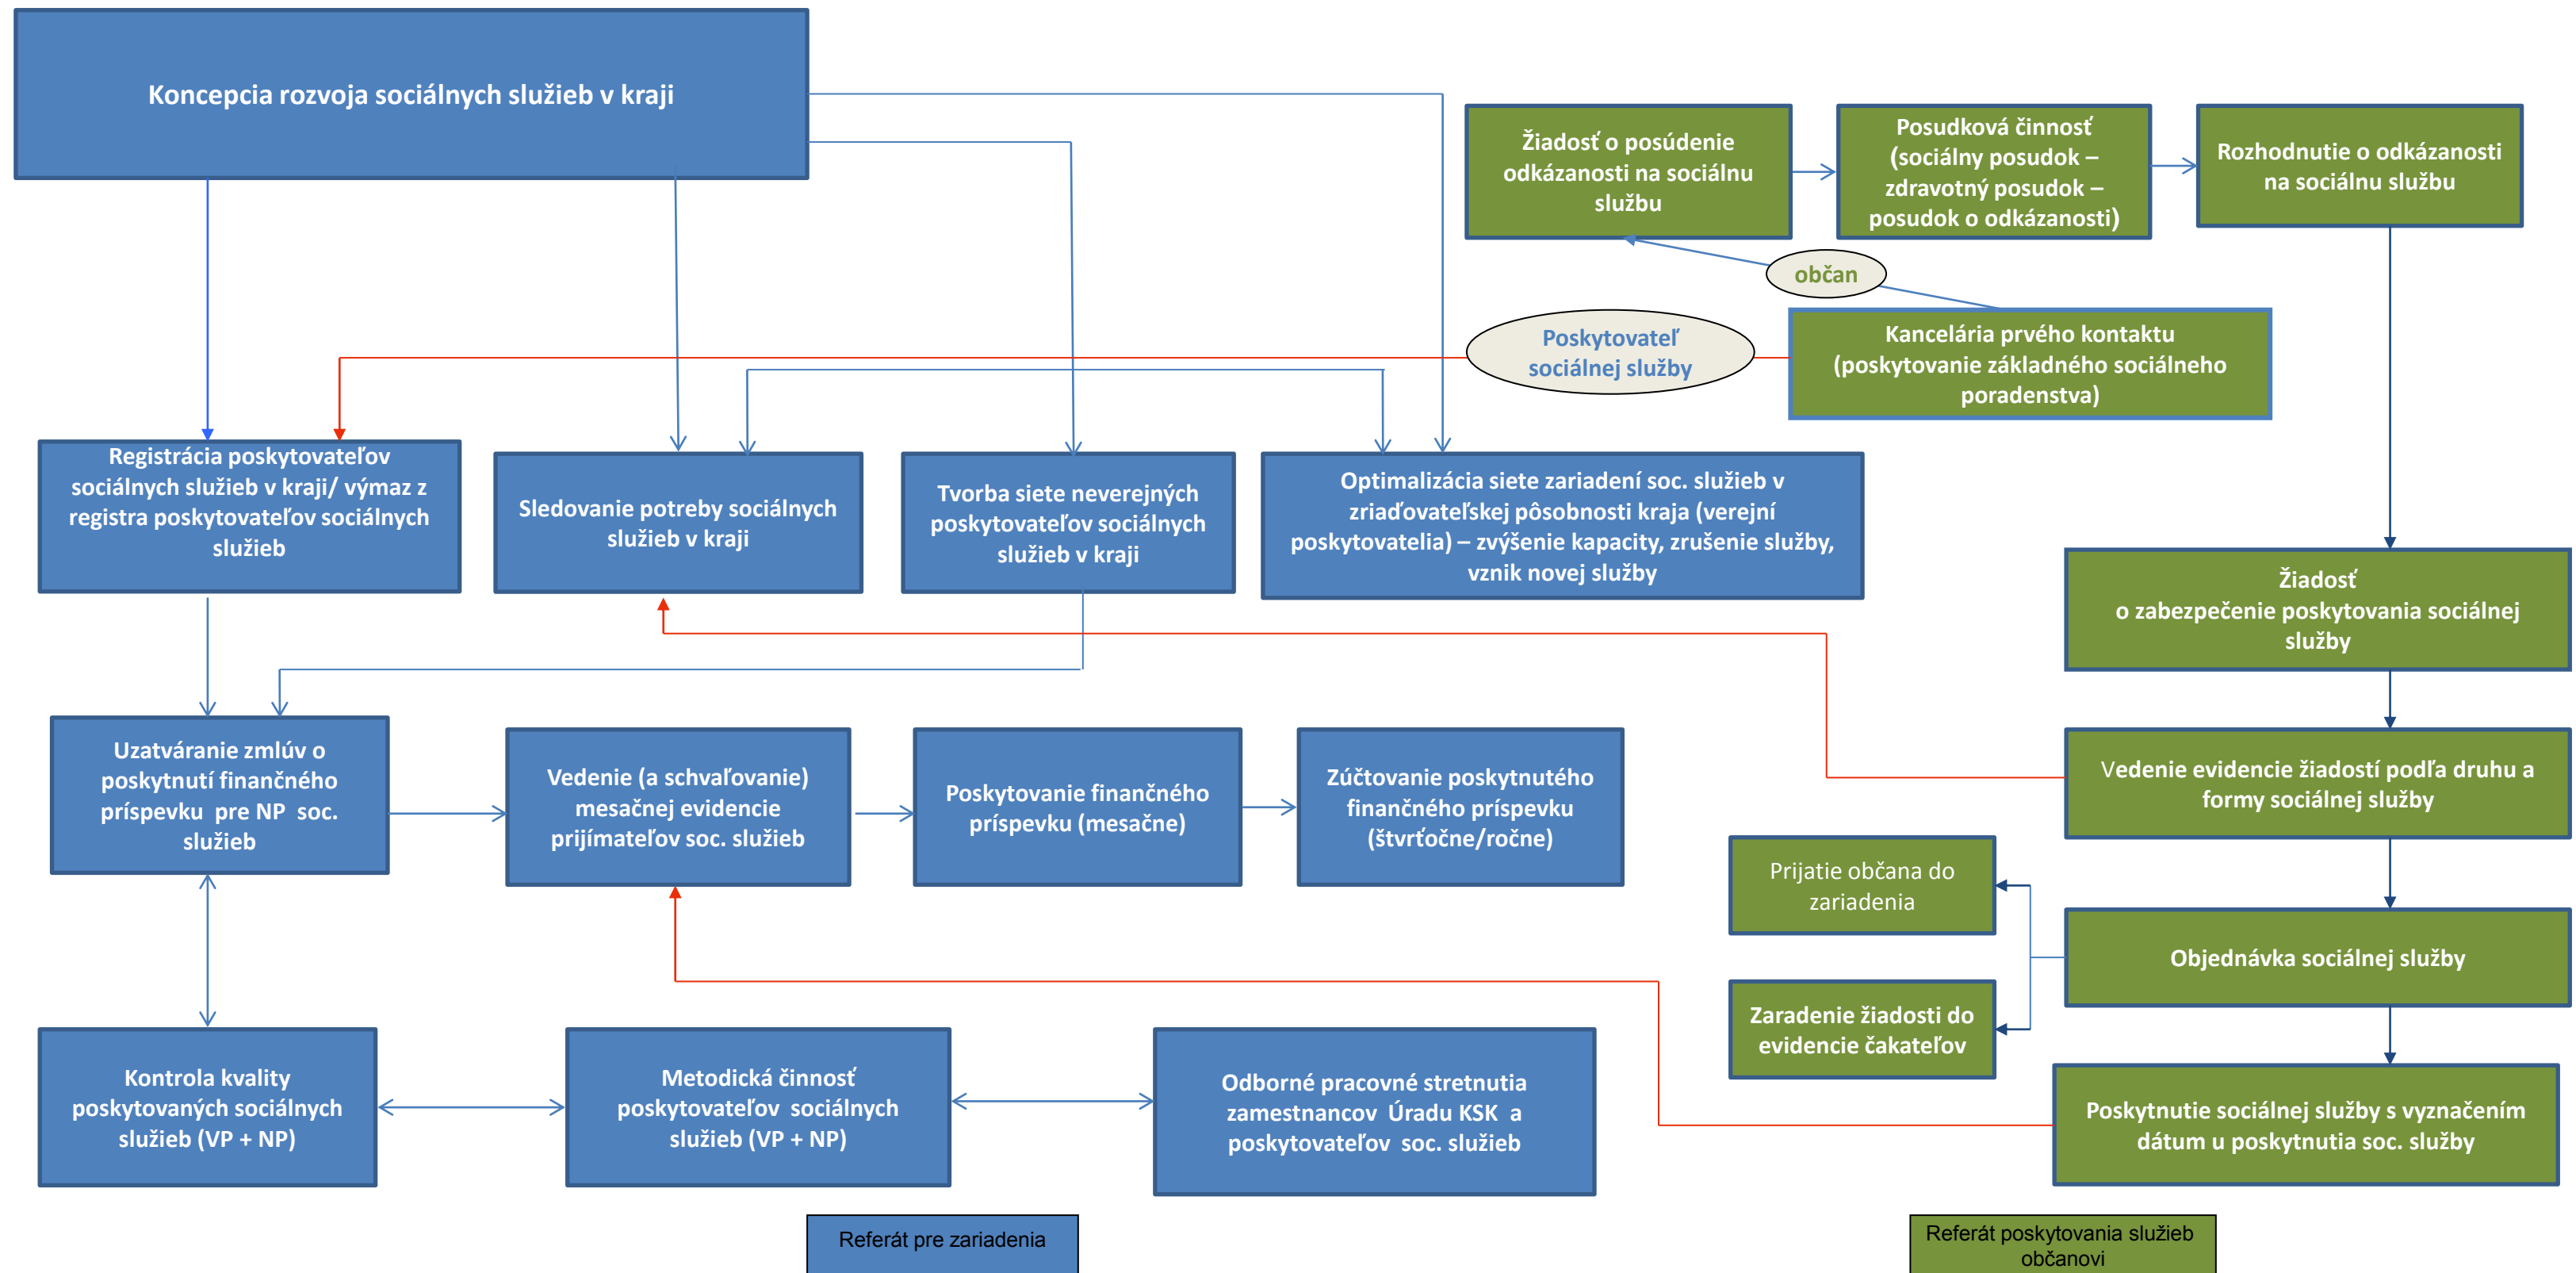 Koncepcia rozvoja sociálnych služieb v kraji
Žiadosť o posúdenie
odkázanosti na sociálnu
službu
Posudková činnosť
(sociálny posudok –
zdravotný posudok –
posudok o odkázanosti)
Rozhodnutie o odkázanosti
na sociálnu službu
občan
Poskytovateľ
sociálnej služby
Kancelária prvého kontaktu
(poskytovanie základného sociálneho
poradenstva)
Registrácia poskytovateľov
sociálnych služieb v kraji/ výmaz z
registra poskytovateľov sociálnych
služieb
Sledovanie potreby sociálnych
služieb v kraji
Tvorba siete neverejných
poskytovateľov sociálnych
služieb v kraji
Optimalizácia siete zariadení soc. služieb v
zriaďovateľskej pôsobnosti kraja (verejní
poskytovatelia) – zvýšenie kapacity, zrušenie služby,
vznik novej služby
Žiadosť
o zabezpečenie poskytovania sociálnej
služby
Uzatváranie zmlúv o
poskytnutí finančného
príspevku pre NP soc.
služieb
Vedenie (a schvaľovanie)
mesačnej evidencie
prijímateľov soc. služieb
Poskytovanie finančného
príspevku (mesačne)
Zúčtovanie poskytnutého
finančného príspevku
(štvrťočne/ročne)
Vedenie evidencie žiadostí podľa druhu a
formy sociálnej služby
Prijatie občana do
zariadenia
Objednávka sociálnej služby
Zaradenie žiadosti do
evidencie čakateľov
Kontrola kvality
poskytovaných sociálnych
služieb (VP + NP)
Metodická činnosť
poskytovateľov sociálnych
služieb (VP + NP)
Odborné pracovné stretnutia
zamestnancov Úradu KSK a
poskytovateľov soc. služieb
Poskytnutie sociálnej služby s vyznačením
dátum u poskytnutia soc. služby
Referát pre zariadenia
Referát poskytovania služieb
občanovi